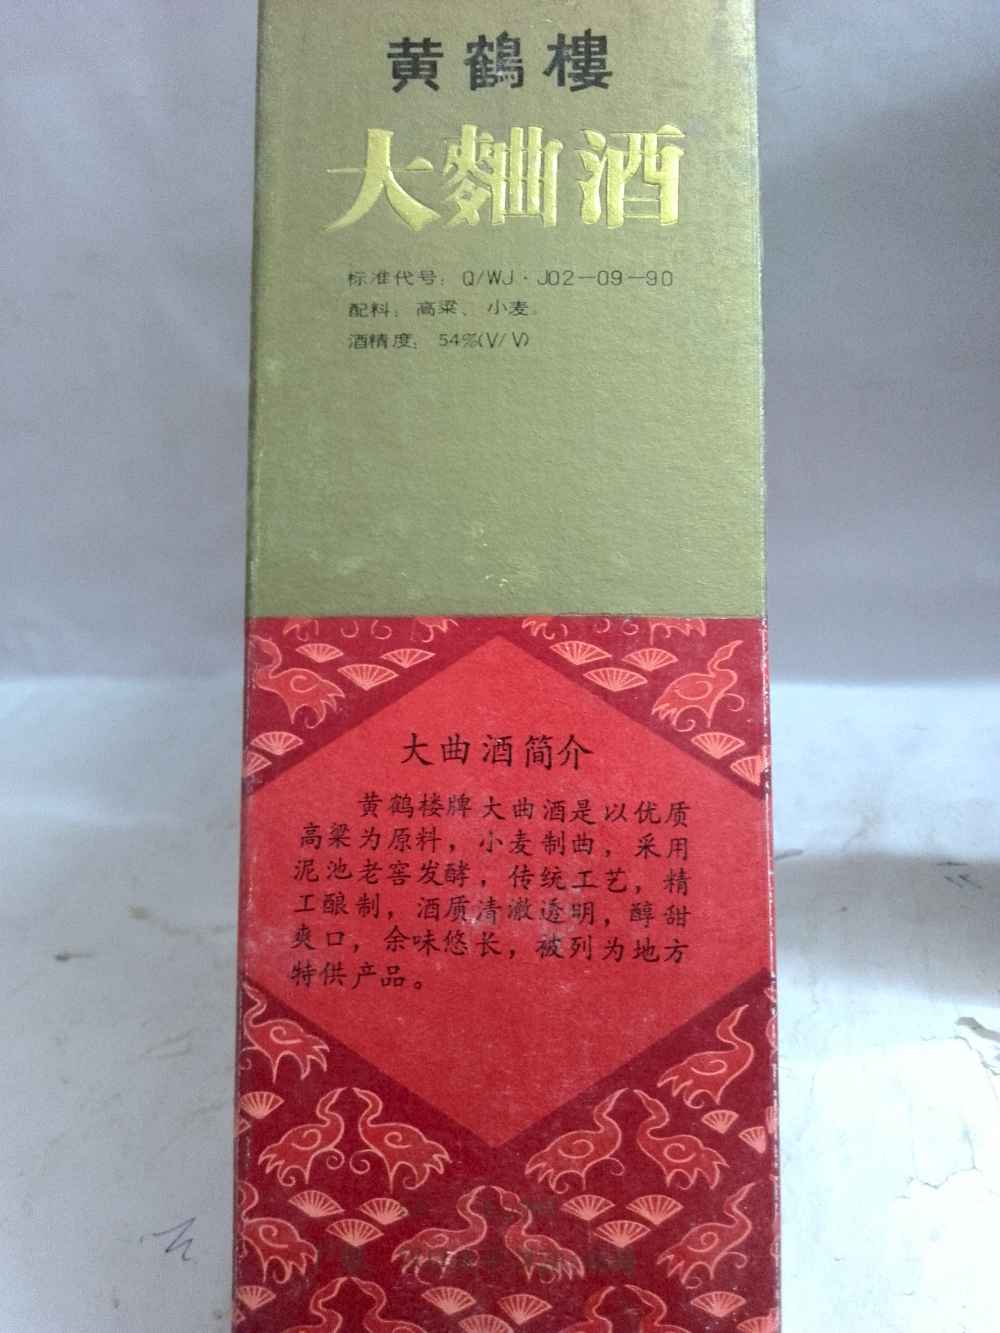 黄鶴樓
大麯酒
标准代号：Q/WJ·J02—09—90
配料：高粱、小麦。
酒精度：54%(V/V)
大曲酒简介
黄鹤楼牌大曲酒是以优质
高梁为原料，小麦制曲，采用
泥池老窖发酵，传统工艺，精
工酿制，酒质清澈透明，醇甜
爽口，余味悠长，被列为地方
特供产品。